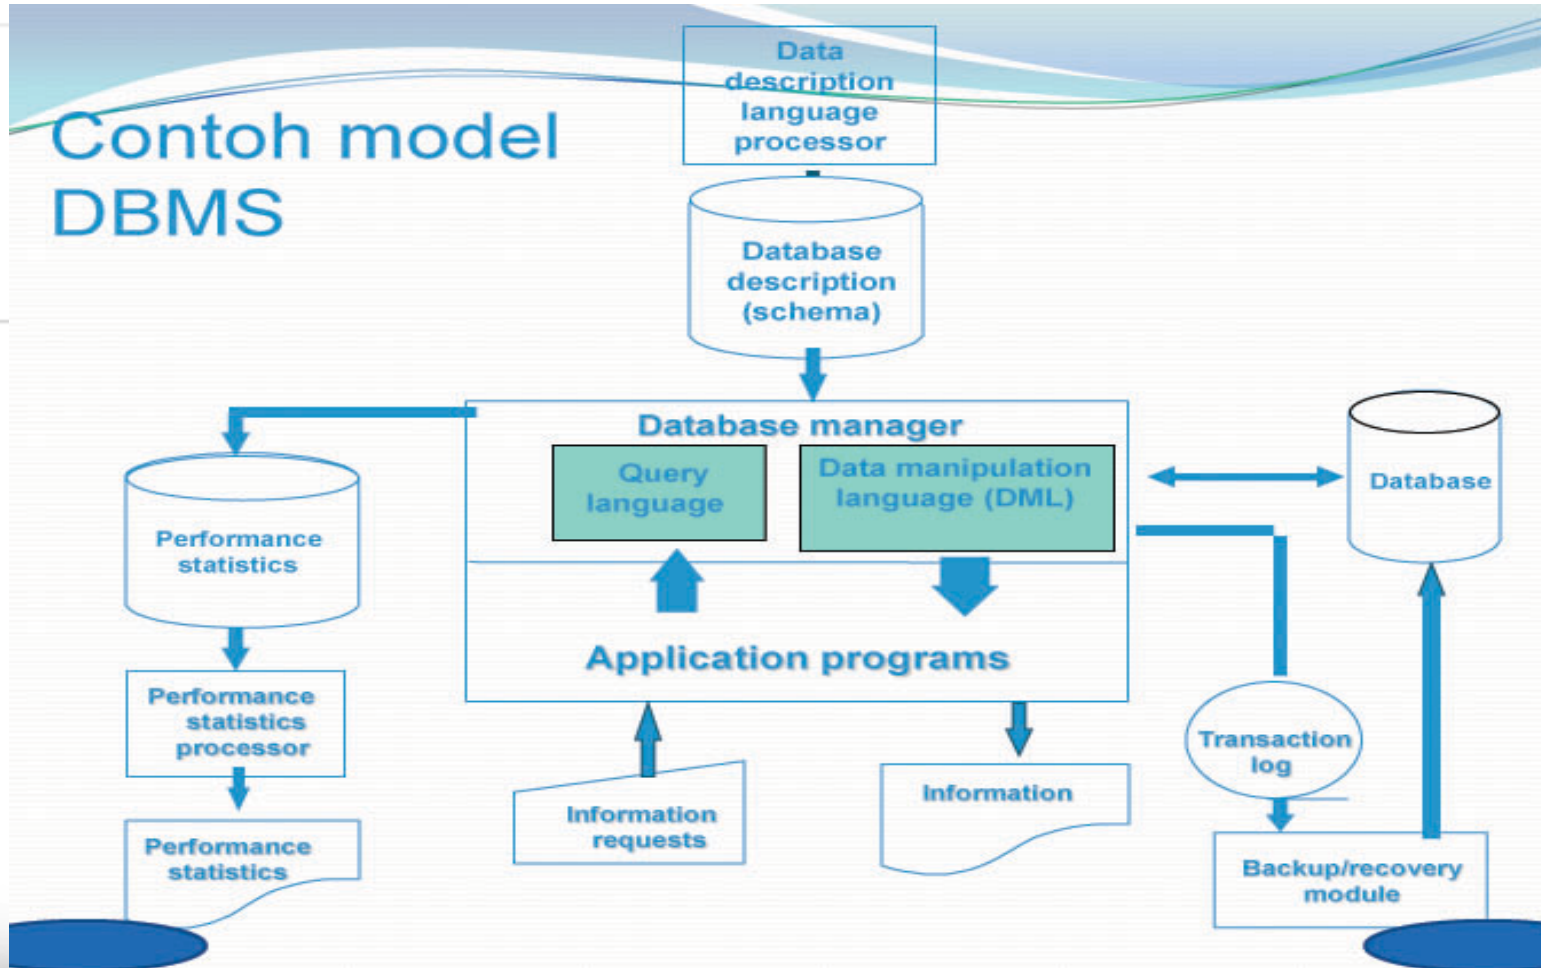 Contoh model
DBMS
Data
description
language
processor
Database
description
(schema)
Database manager
Query
language
Data manipulation
language (DML)
Database
Performance
statistics
Application programs
Performance
statistics
processor
Transaction
log
Information
requests
Information
Performance
statistics
Backup/recovery
module